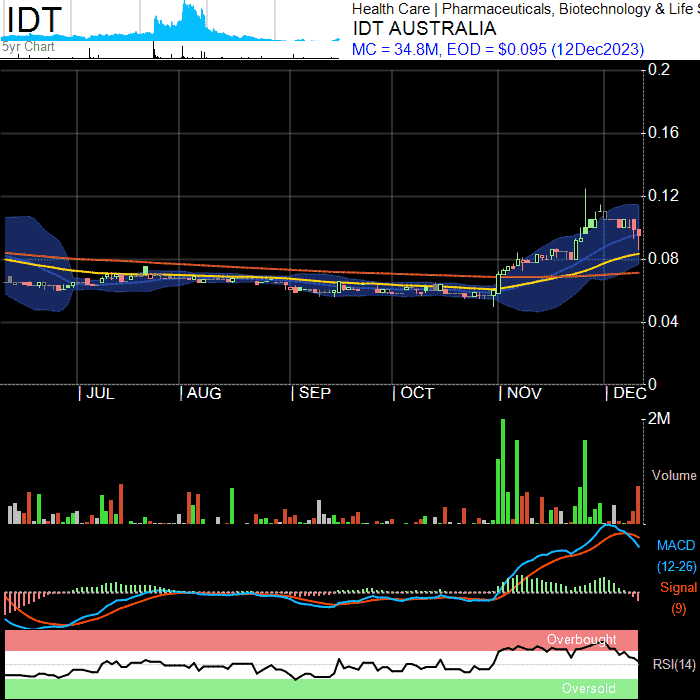 IDT
5yr Chart
Health Care | Pharmaceuticals, Biotechnology & Life S
IDT AUSTRALIA
MC = 34.8M, EOD = $0.095 (12Dec2023)
0.2
0.16
0.12
0.08
0.04
0
| JUL | AUG | SEP | OCT | NOV | DEC
2M
Volume
MACD
(12-26)
Signal
(9)
Overbought
RSI(14)
Oversold